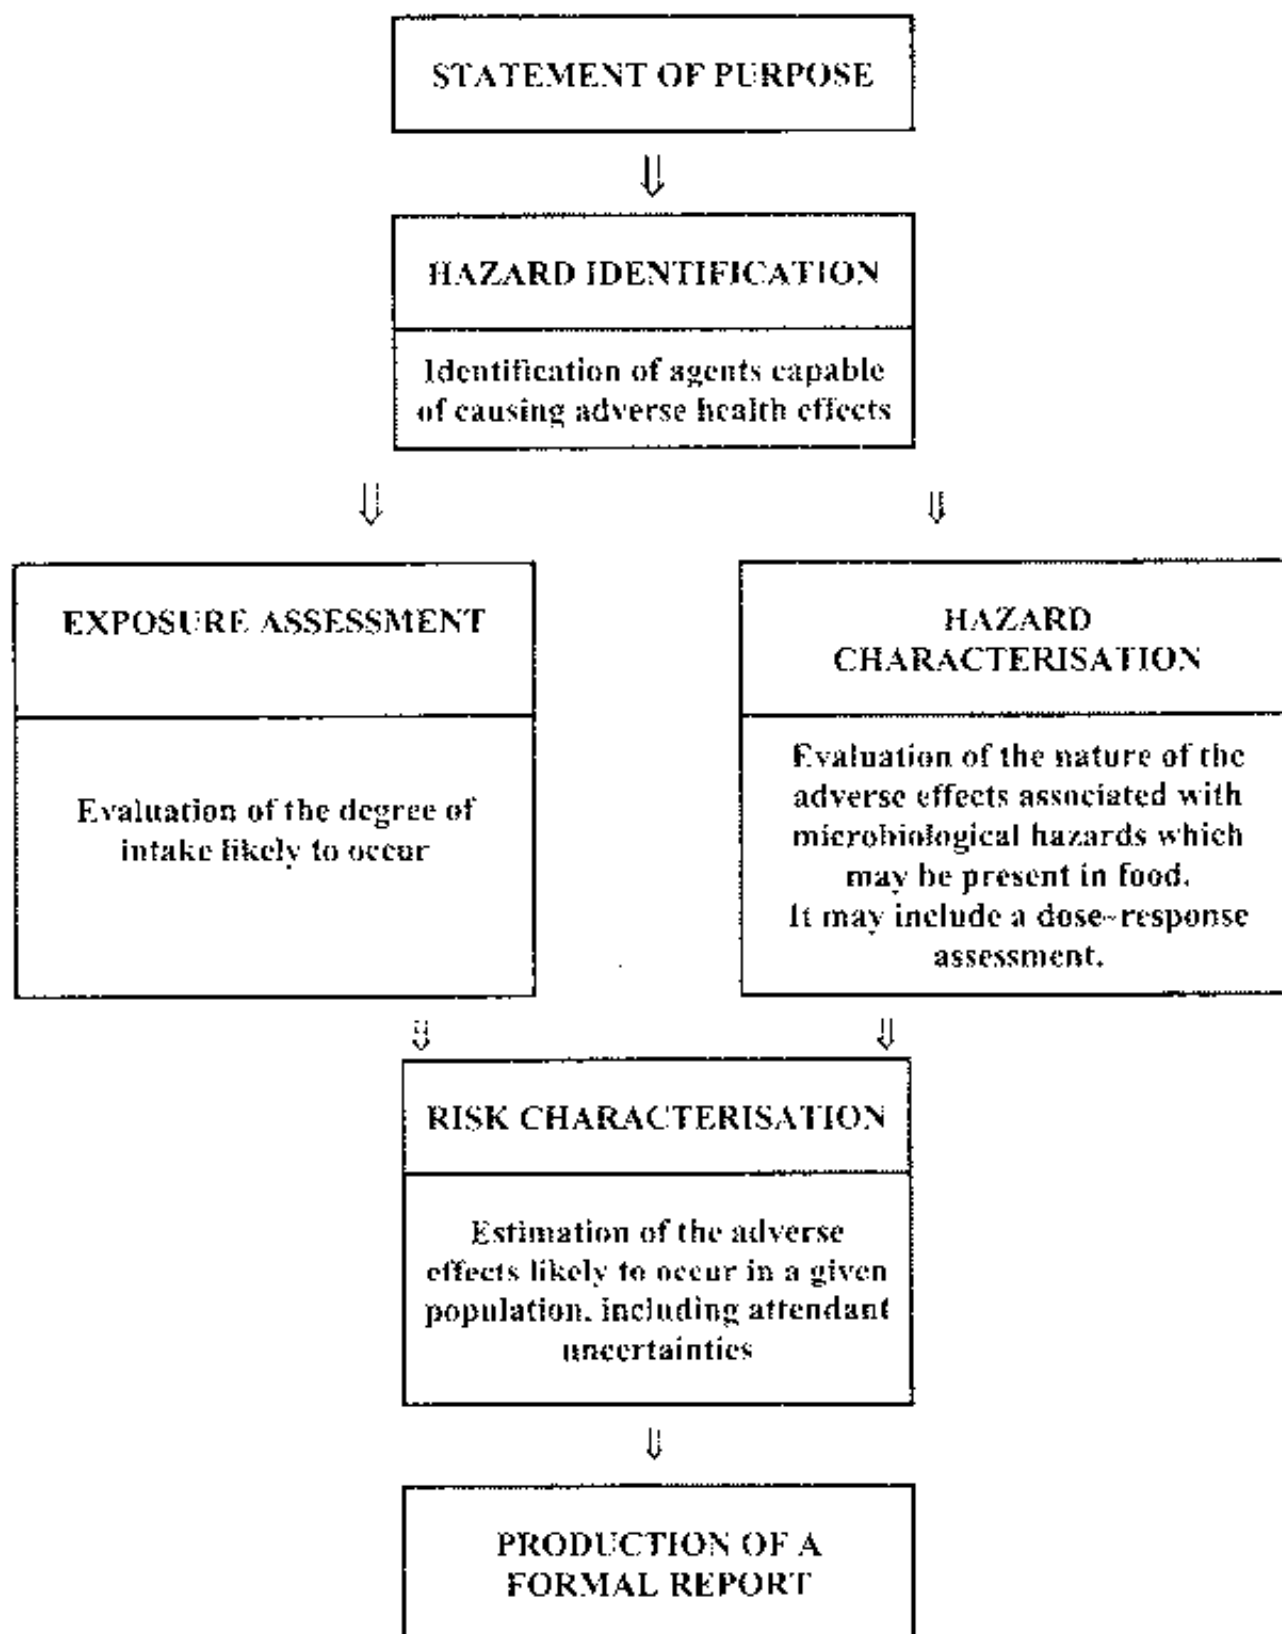 STATEMENT OF PURPOSE
HAZARD IDENTIFICATION
Identification of agents capable
of causing adverse health effects
EXPOSURE ASSESSMENT
Evaluation of the degree of
intake likely to occur
HAZARD
CHARACTERISATION
Evaluation of the nature of the
adverse effects associated with
microbiological hazards which
may be present in food.
It may include a dose-response
assessment.
RISK CHARACTERISATION
Estimation of the adverse
effects likely to occur in a given
population, including attendant
uncertainties
PRODUCTION OF A
FORMAL REPORT